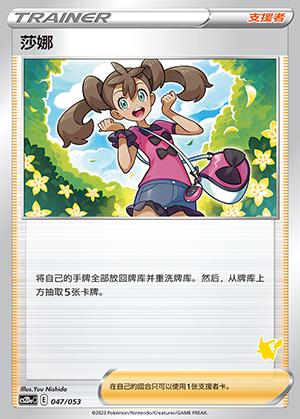 TRAINER 支援者
莎娜
将自己的手牌全部放回牌库并重洗牌库。然后，从牌库上
方抽取5张卡牌。
Illus.Yuu Nishida
E 047/053
在自己的回合只可以使用1张支援者卡。
©2023 Pokémon/Nintendo/Creatures/GAME FREAK.